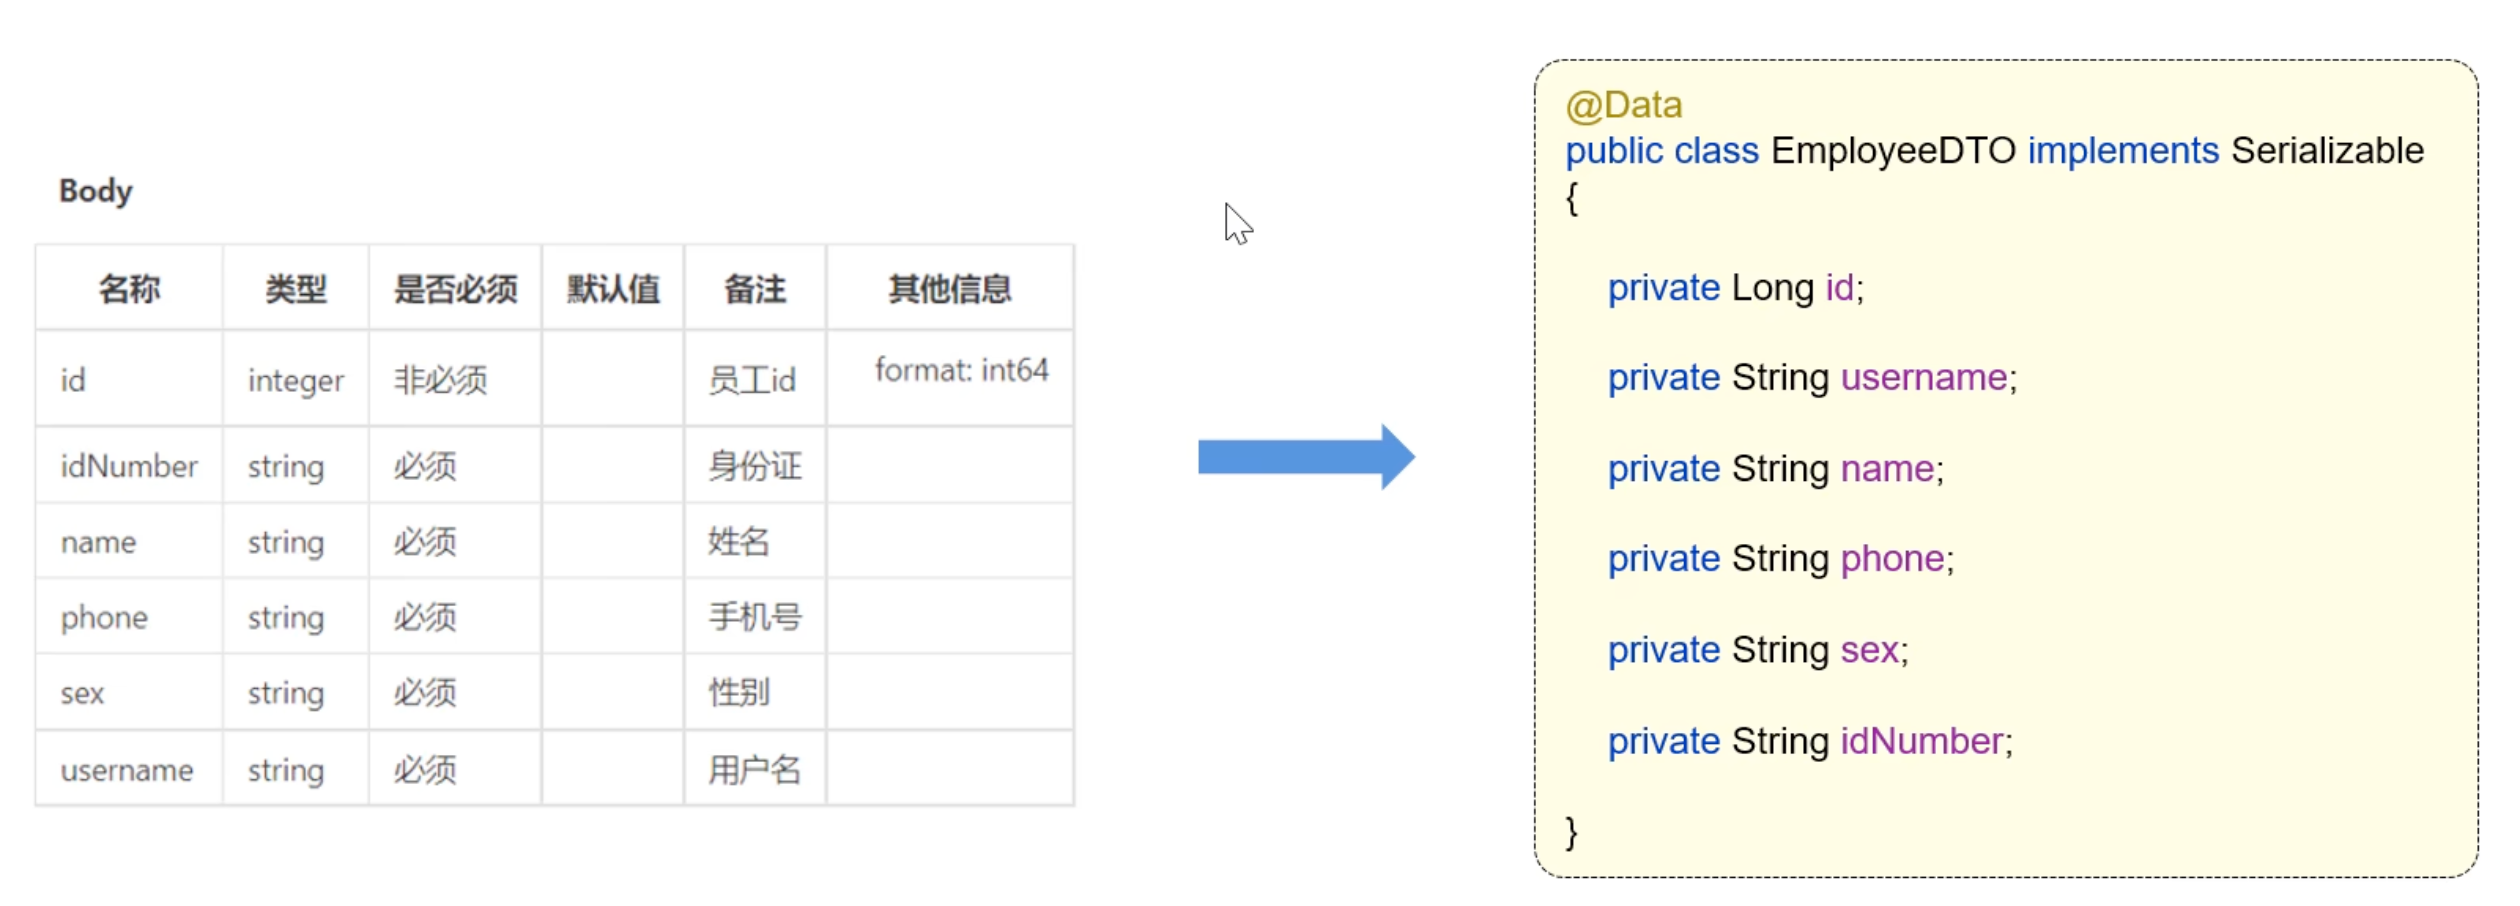 Body
名称 类型 是否必须 默认值 备注 其他信息
id integer 非必须 员工id format: int64
idNumber string 必须 身份证
name string 必须 姓名
phone string 必须 手机号
sex string 必须 性别
username string 必须 用户名
@Data
public class EmployeeDTO implements Serializable
{
private Long id;
private String username;
private String name;
private String phone;
private String sex;
private String idNumber;
}